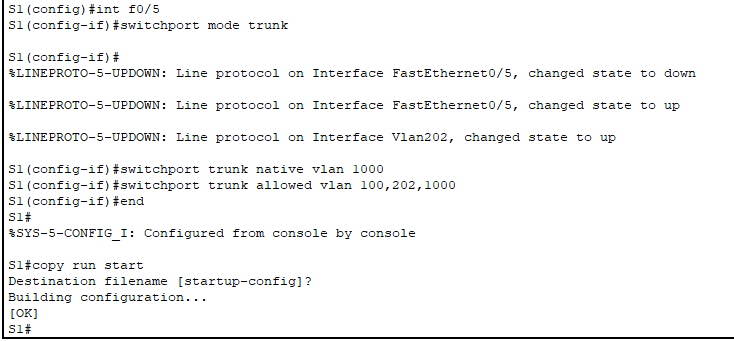 S1(config)#int f0/5
S1(config-if)#switchport mode trunk
S1(config-if)#
%LINEPROTO-5-UPDOWN: Line protocol on Interface FastEthernet0/5, changed state to down
%LINEPROTO-5-UPDOWN: Line protocol on Interface FastEthernet0/5, changed state to up
%LINEPROTO-5-UPDOWN: Line protocol on Interface Vlan202, changed state to up
S1(config-if)#switchport trunk native vlan 1000
S1(config-if)#switchport trunk allowed vlan 100,202,1000
S1(config-if)#end
S1#
%SYS-5-CONFIG_I: Configured from console by console
S1#copy run start
Destination filename [startup-config]?
Building configuration...
[OK]
S1#